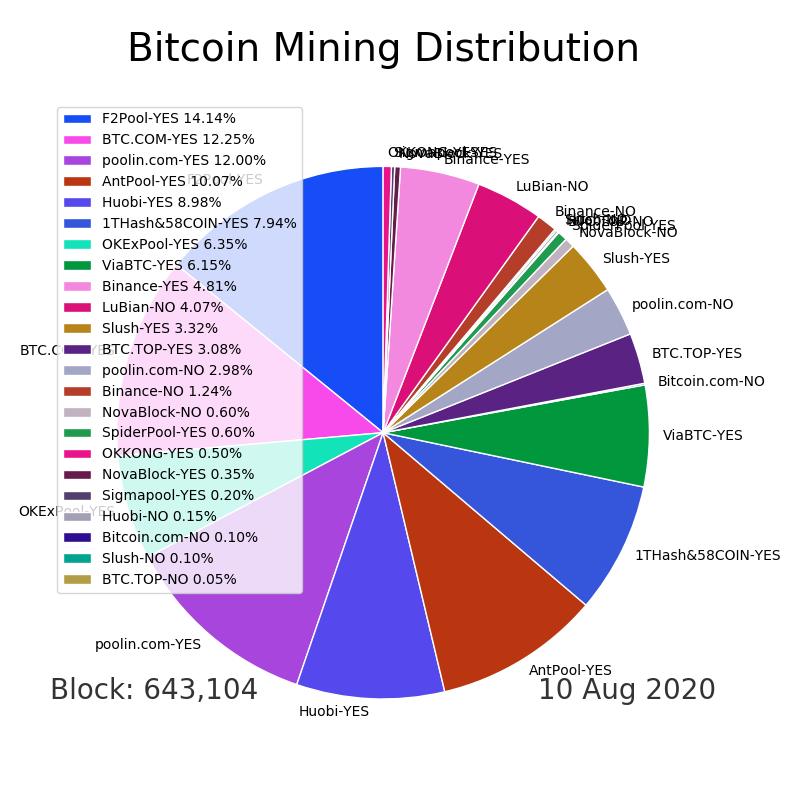 Bitcoin Mining Distribution
F2Pool-YES 14.14%
BTC.COM-YES 12.25%
poolin.com-YES 12.00%
AntPool-YES 10.07%
Huobi-YES 8.98%
1THash&58COIN-YES 7.94%
OKExPool-YES 6.35%
ViaBTC-YES 6.15%
Binance-YES 4.81%
LuBian-NO 4.07%
Slush-YES 3.32%
BTC.TOP-YES 3.08%
poolin.com-NO 2.98%
Binance-NO 1.24%
NovaBlock-NO 0.60%
SpiderPool-YES 0.60%
OKKONG-YES 0.50%
NovaBlock-YES 0.35%
Sigmapool-YES 0.20%
Huobi-NO 0.15%
Bitcoin.com-NO 0.10%
Slush-NO 0.10%
BTC.TOP-NO 0.05%
Binance-YES
LuBian-NO
Binance-NO
SpiderPool-YES
NovaBlock-NO
Slush-YES
poolin.com-NO
BTC.TOP-YES
Bitcoin.com-NO
ViaBTC-YES
1THash&58COIN-YES
AntPool-YES
Huobi-YES
poolin.com-YES
OKExPool-YES
Block: 643,104
10 Aug 2020